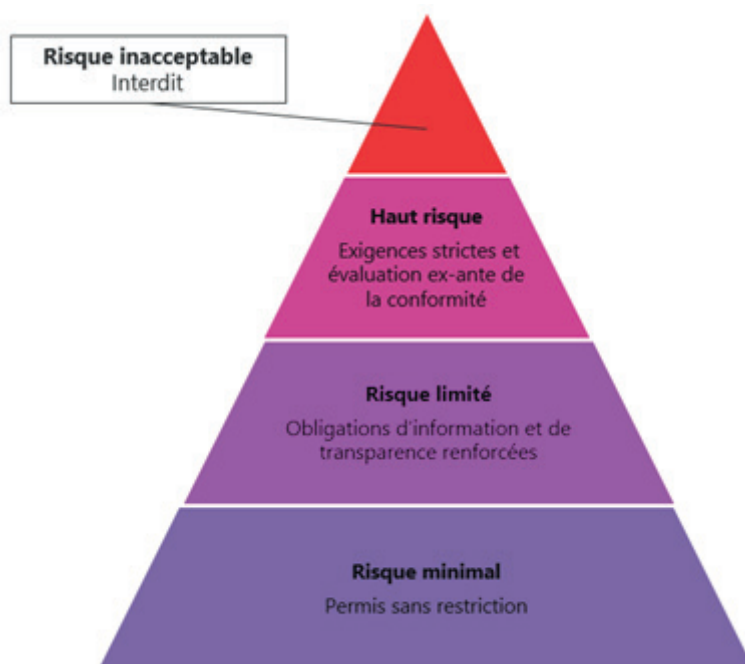 Risque inacceptable
Interdit
Haut risque
Exigences strictes et
évaluation ex-ante de
la conformité
Risque limité
Obligations d'information et de
transparence renforcées
Risque minimal
Permis sans restriction